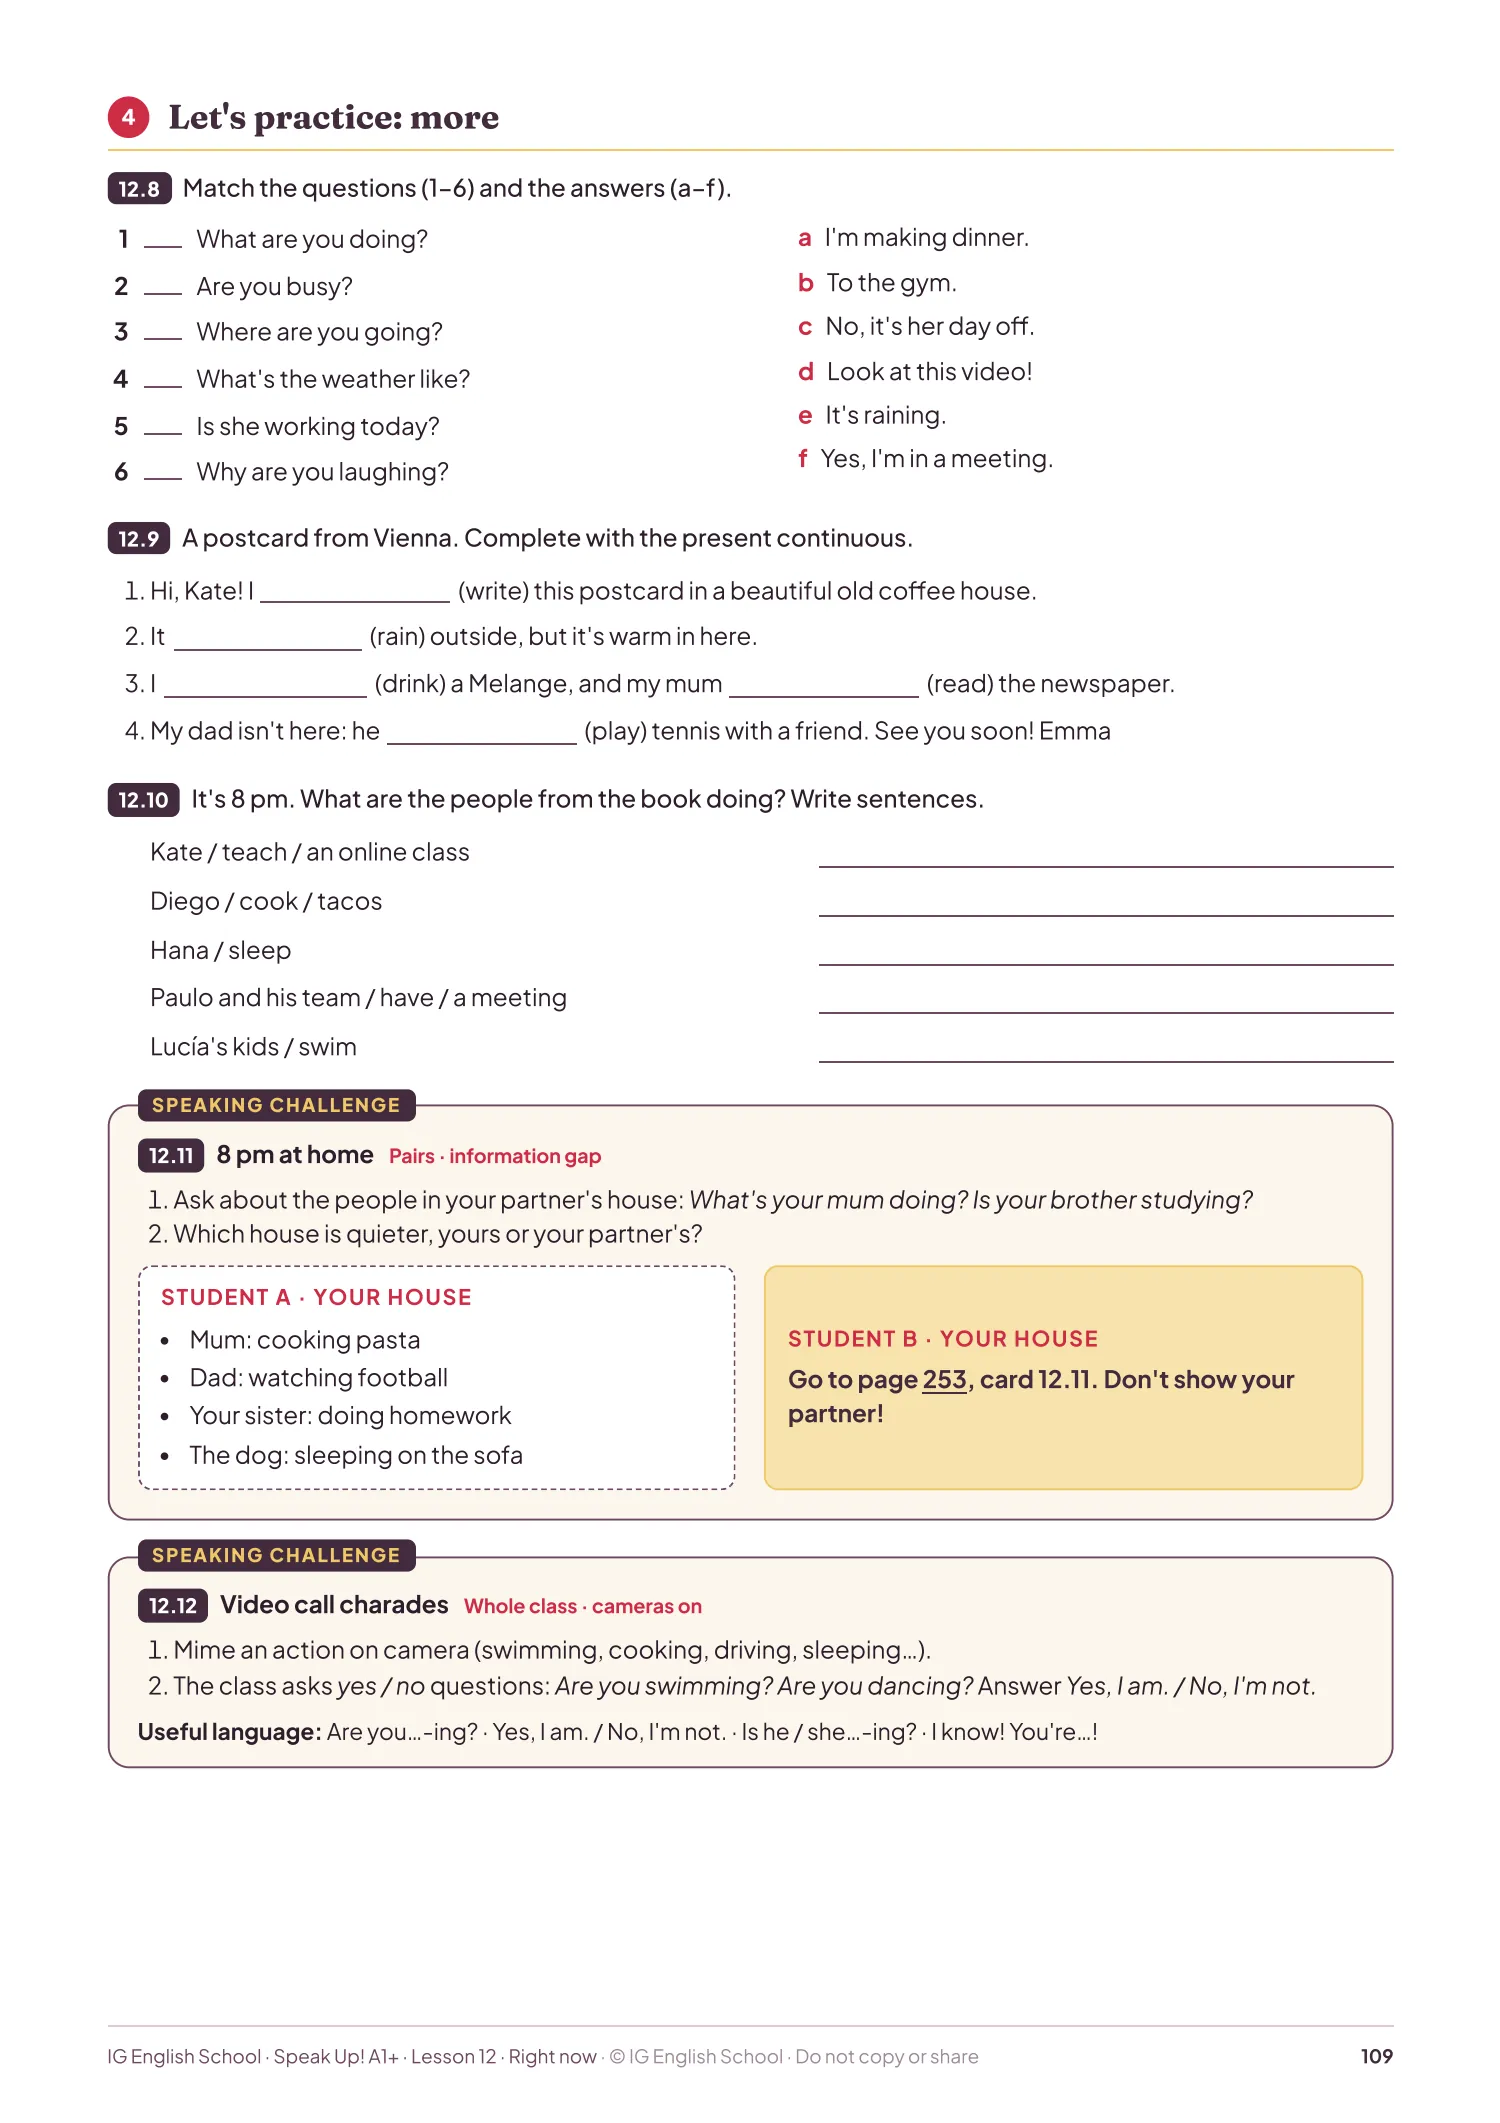 4 Let's practice: more
12.8 Match the questions (1–6) and the answers (a–f).
1 ___ What are you doing?
2 ___ Are you busy?
3 ___ Where are you going?
4 ___ What's the weather like?
5 ___ Is she working today?
6 ___ Why are you laughing?
a I'm making dinner.
b To the gym.
c No, it's her day off.
d Look at this video!
e It's raining.
f Yes, I'm in a meeting.
12.9 A postcard from Vienna. Complete with the present continuous.
1. Hi, Kate! I ______________ (write) this postcard in a beautiful old coffee house.
2. It ______________ (rain) outside, but it's warm in here.
3. I ______________ (drink) a Melange, and my mum ______________ (read) the newspaper.
4. My dad isn't here: he ______________ (play) tennis with a friend. See you soon! Emma
12.10 It's 8 pm. What are the people from the book doing? Write sentences.
Kate / teach / an online class
Diego / cook / tacos
Hana / sleep
Paulo and his team / have / a meeting
Lucía's kids / swim
SPEAKING CHALLENGE
12.11 8 pm at home Pairs · information gap
1. Ask about the people in your partner's house: What's your mum doing? Is your brother studying?
2. Which house is quieter, yours or your partner's?
STUDENT A · YOUR HOUSE
• Mum: cooking pasta
• Dad: watching football
• Your sister: doing homework
• The dog: sleeping on the sofa
STUDENT B · YOUR HOUSE
Go to page 253, card 12.11. Don't show your
partner!
SPEAKING CHALLENGE
12.12 Video call charades Whole class · cameras on
1. Mime an action on camera (swimming, cooking, driving, sleeping…).
2. The class asks yes / no questions: Are you swimming? Are you dancing? Answer Yes, I am. / No, I'm not.
Useful language: Are you…-ing? · Yes, I am. / No, I'm not. · Is he / she…-ing? · I know! You're…!
IG English School · Speak Up! A1+ · Lesson 12 · Right now · © IG English School · Do not copy or share
109